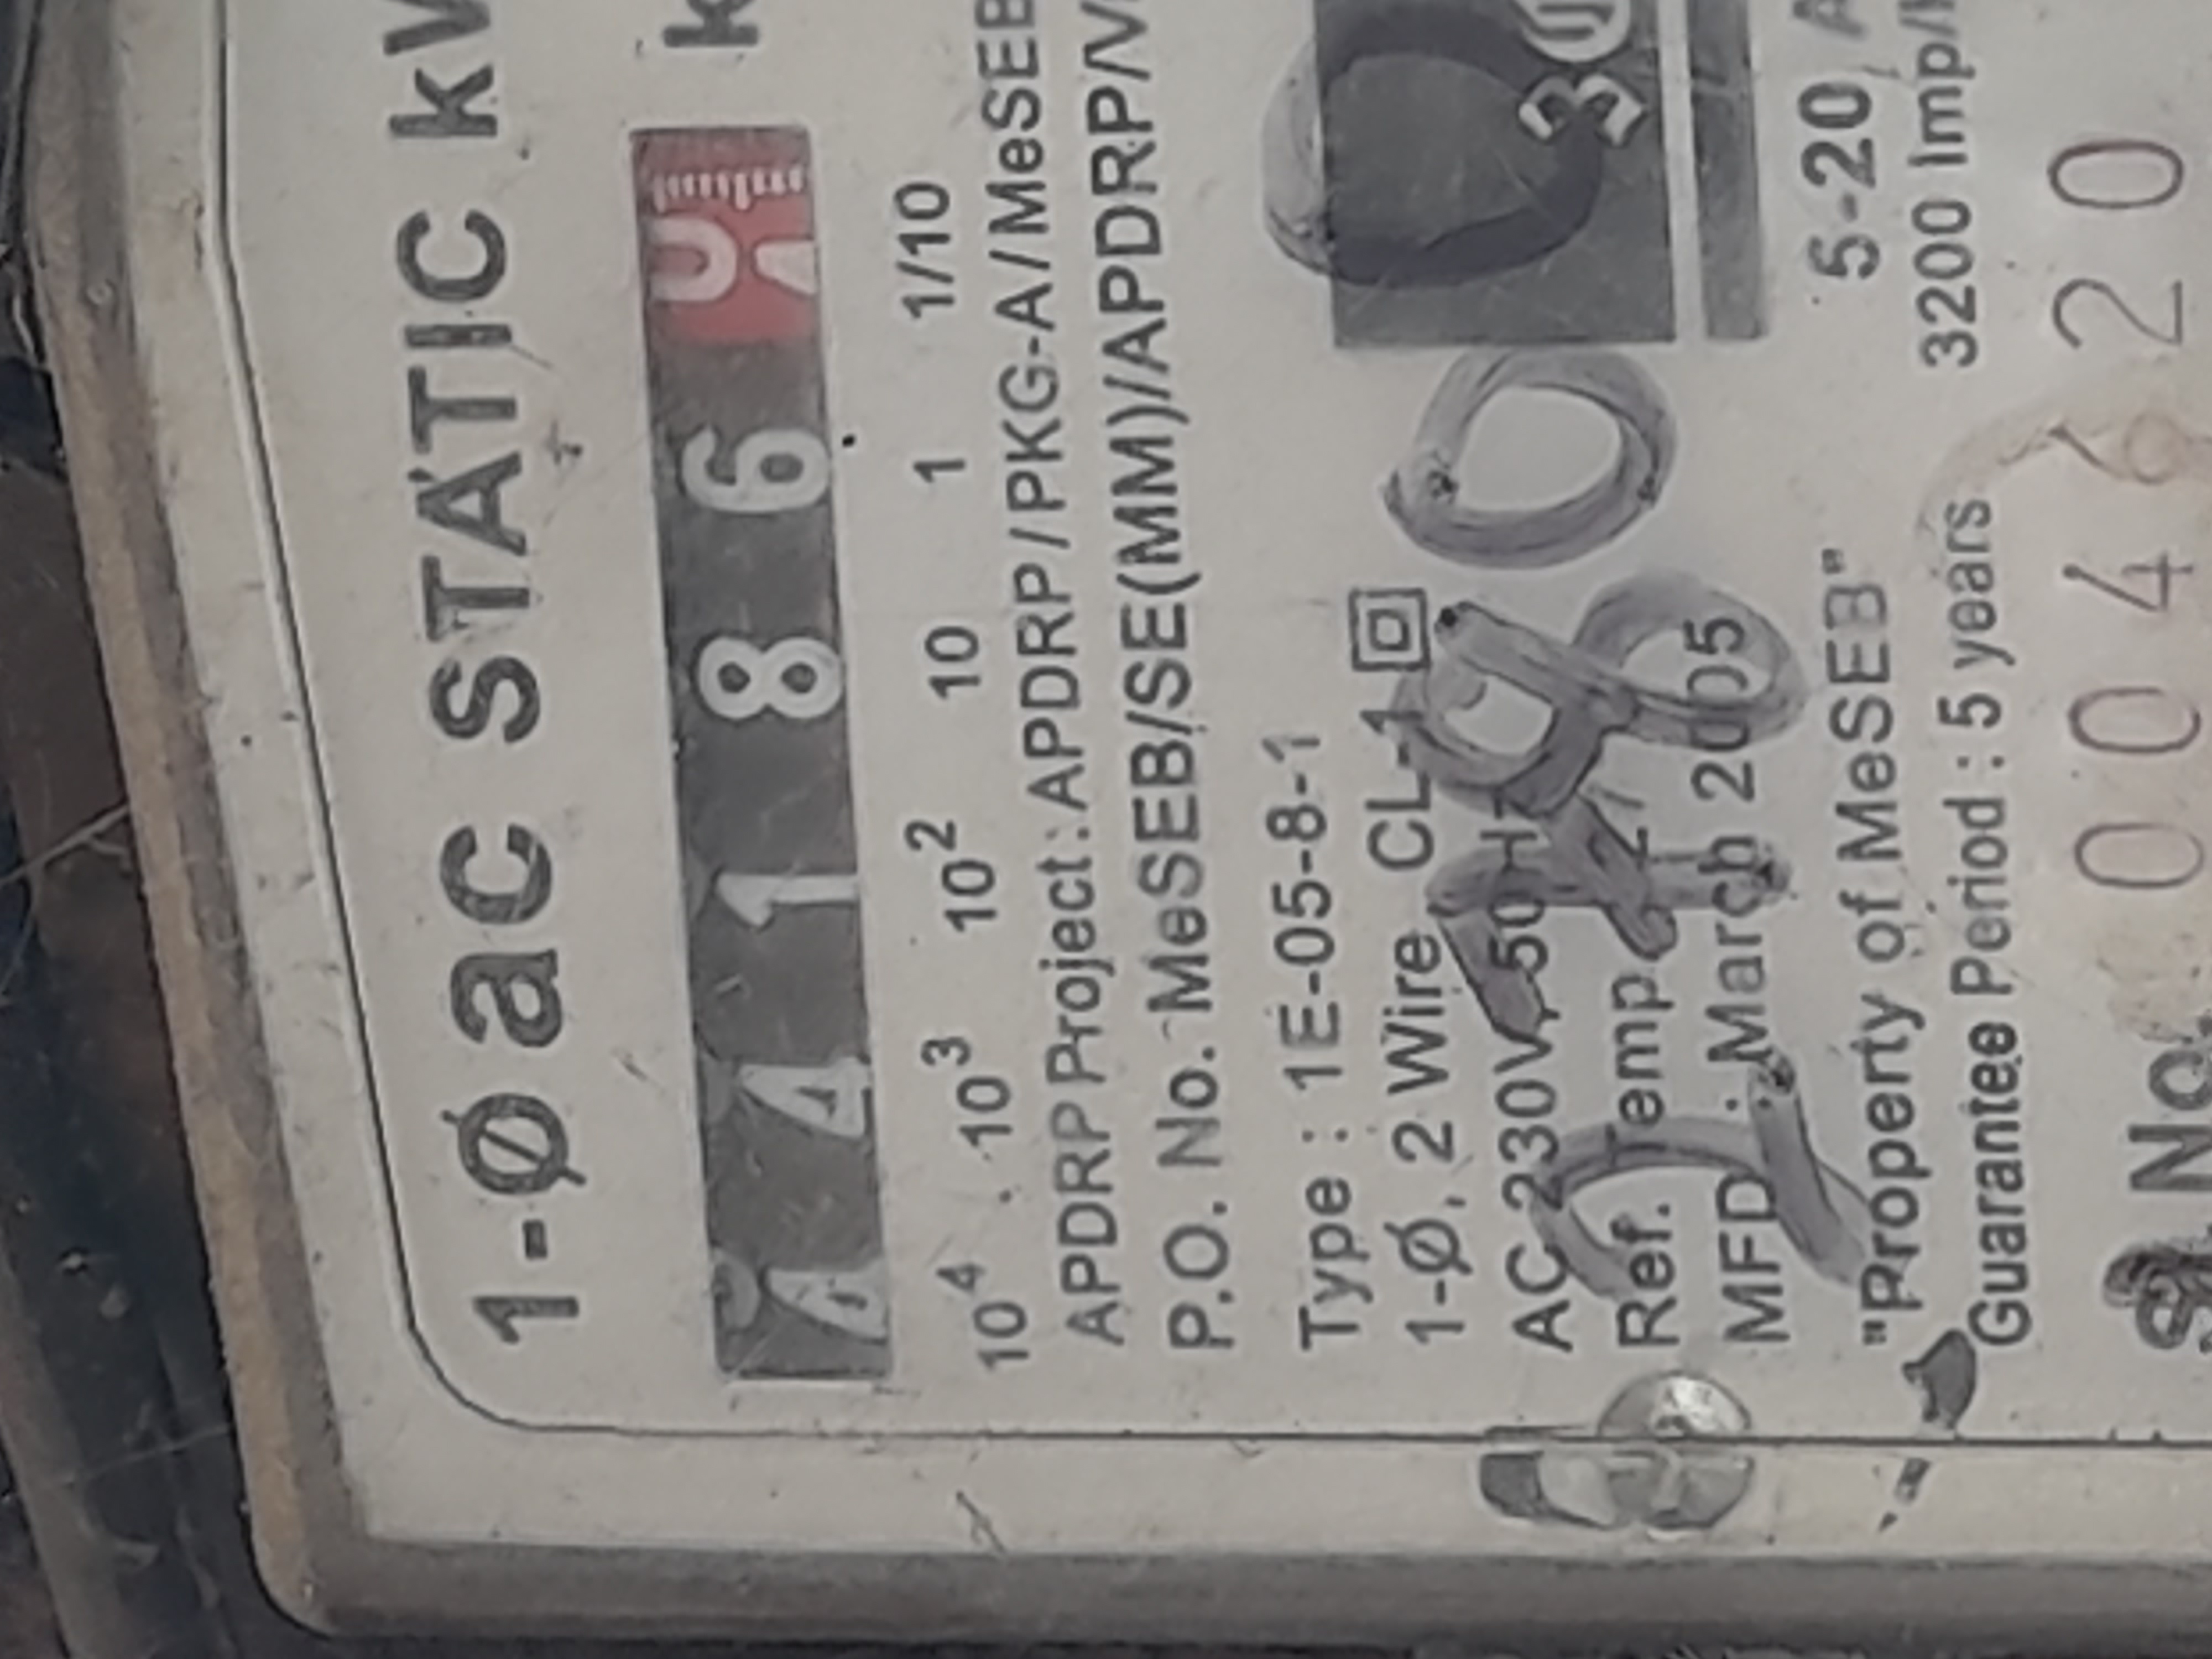 1-Ø ac STATIC kW
k
4 4 1 8 6
10⁴ 10³ 10² 10 1 1/10
APDRP Project: APDRP/PKG-A/MeSEB
P.O. No. MeSEB/SE(MM)/APDRP/
Type : 1E-05-8-1
1-Ø, 2 Wire CL-1
AC 230V, 50 H
Ref. Temp 27
MFD : March 2005
5-20 A
3200 Imp/
"Property of MeSEB"
Guarantee Period : 5 years
No. 0 0 4 6 2 0